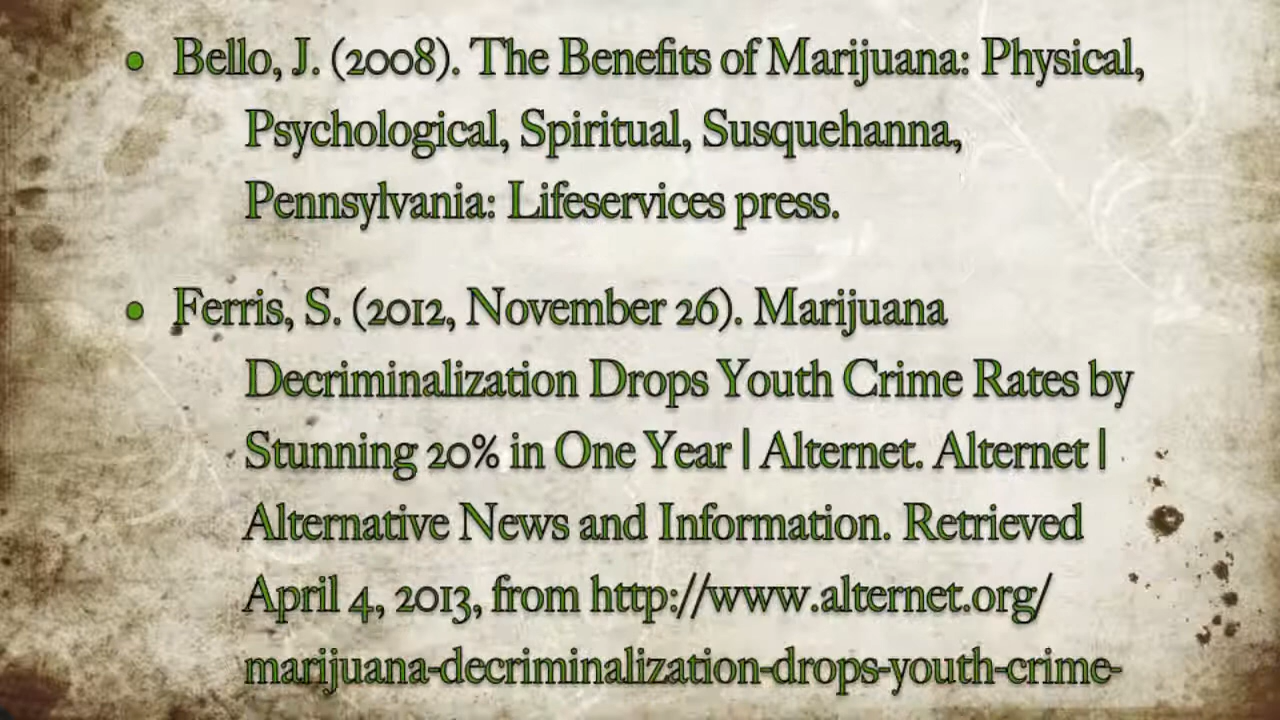 • Bello, J. (2008). The Benefits of Marijuana: Physical,
Psychological, Spiritual, Susquehanna,
Pennsylvania: Lifeservices press.
• Ferris, S. (2012, November 26). Marijuana
Decriminalization Drops Youth Crime Rates by
Stunning 20% in One Year | Alternet. Alternet |
Alternative News and Information. Retrieved
April 4, 2013, from http://www.alternet.org/
marijuana-decriminalization-drops-youth-crime-